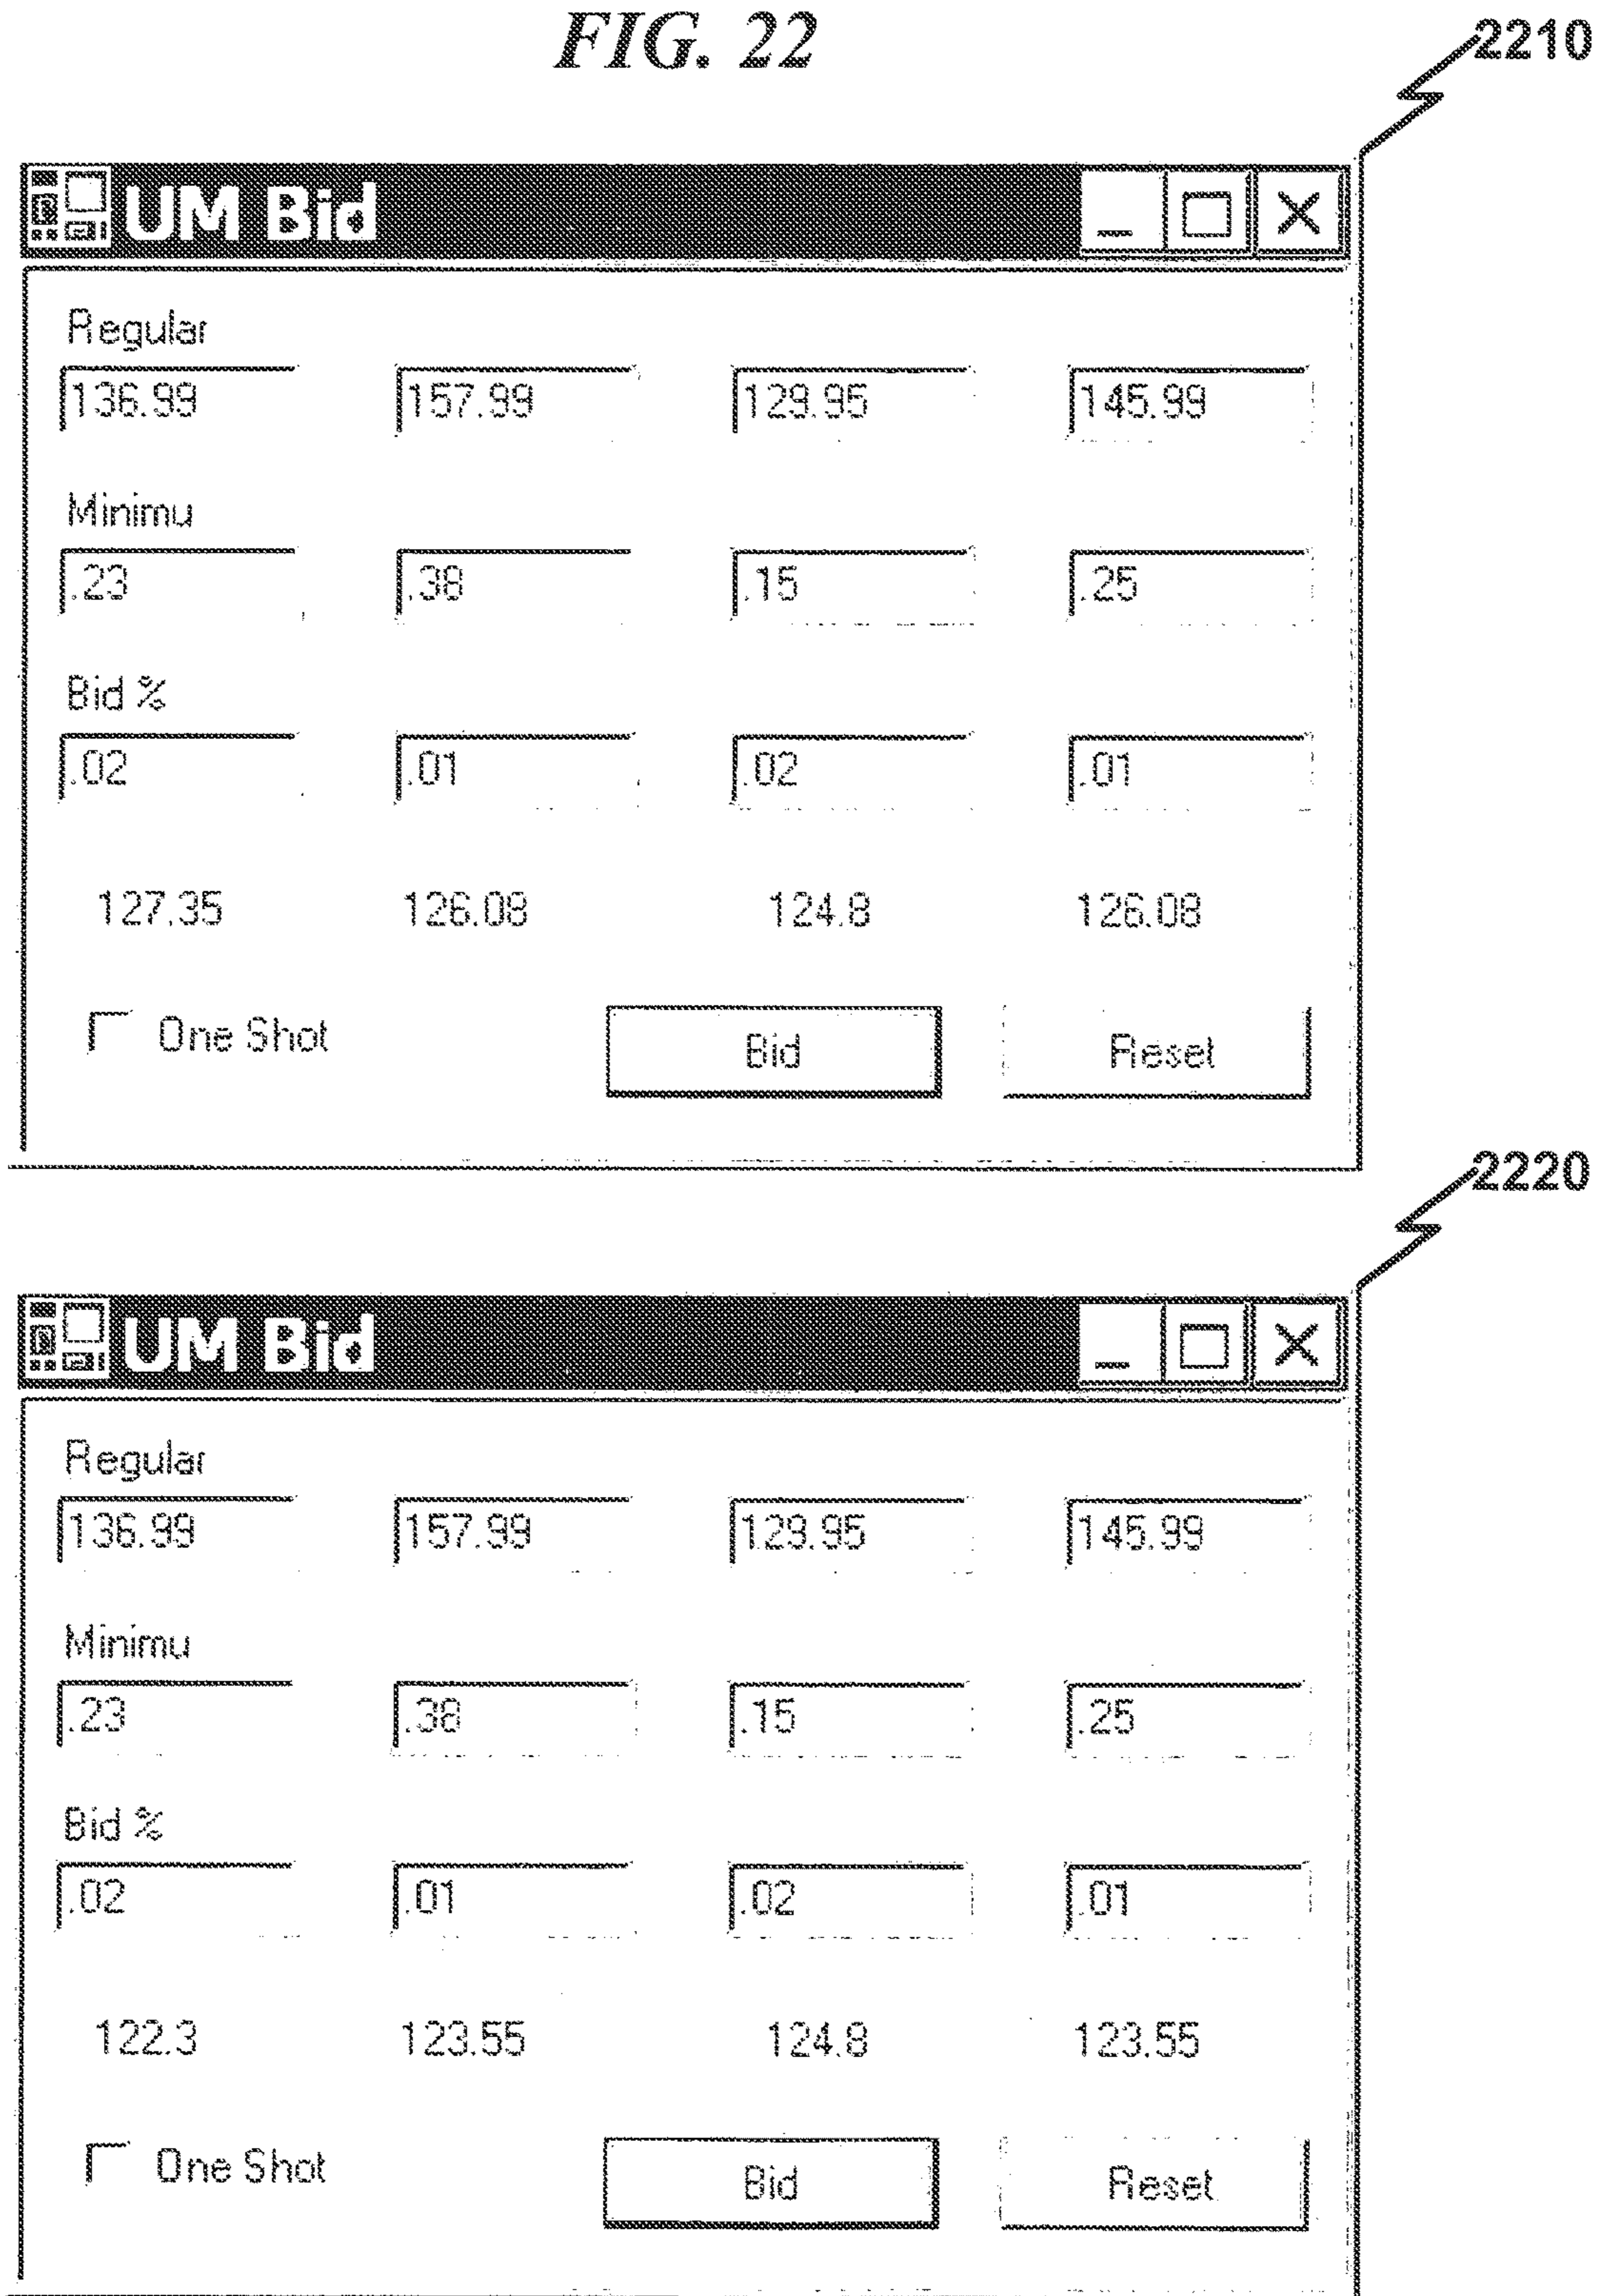 FIG. 22
2210
UM Bid
Regular
136.99 157.99 129.95 145.99
Minimu
.23 .38 .15 .25
Bid %
.02 .01 .02 .01
127.35 126.08 124.8 126.08
One Shot Bid Reset
2220
UM Bid
Regular
136.99 157.99 129.95 145.99
Minimu
.23 .38 .15 .25
Bid %
.02 .01 .02 .01
122.3 123.55 124.8 123.55
One Shot Bid Reset